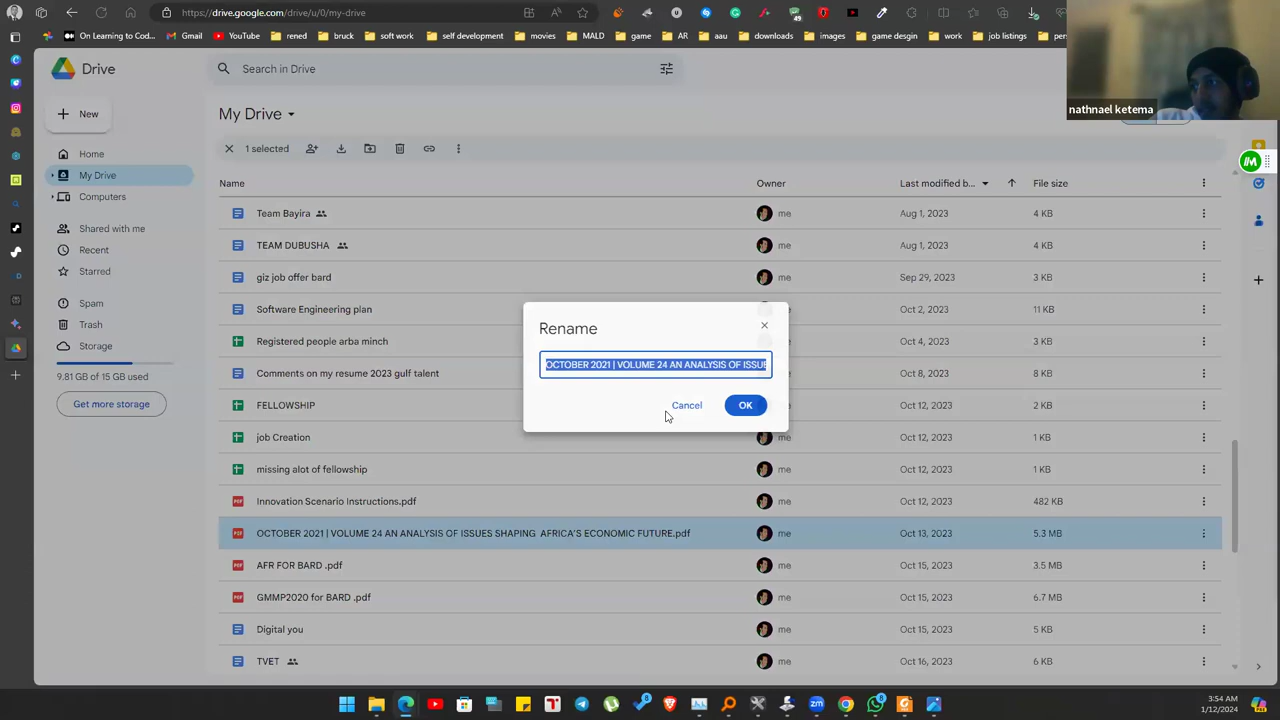 https://drive.google.com/drive/u/0/my-drive
On Learning to Cod...
Gmail
YouTube
rened
bruck
soft work
self development
movies
MALD
game
AR
aau
downloads
images
game desgin
work
job listings
per
nathnael ketema
Drive
Search in Drive
New
My Drive
1 selected
Home
My Drive
Computers
Shared with me
Recent
Starred
Spam
Trash
Storage
9.81 GB of 15 GB used
Get more storage
Name Owner Last modified b... File size
Team Bayira me Aug 1, 2023 4 KB
TEAM DUBUSHA me Aug 1, 2023 4 KB
giz job offer bard me Sep 29, 2023 3 KB
Software Engineering plan me Oct 2, 2023 11 KB
Registered people arba minch me Oct 4, 2023 3 KB
Comments on my resume 2023 gulf talent me Oct 8, 2023 8 KB
FELLOWSHIP me Oct 12, 2023 2 KB
job Creation me Oct 12, 2023 1 KB
missing alot of fellowship me Oct 12, 2023 1 KB
Innovation Scenario Instructions.pdf me Oct 12, 2023 482 KB
OCTOBER 2021 | VOLUME 24 AN ANALYSIS OF ISSUES SHAPING AFRICA'S ECONOMIC FUTURE.pdf me Oct 13, 2023 5.3 MB
AFR FOR BARD .pdf me Oct 15, 2023 3.5 MB
GMMP2020 for BARD .pdf me Oct 15, 2023 6.7 MB
Digital you me Oct 15, 2023 5 KB
TVET me Oct 16, 2023 6 KB
Rename
OCTOBER 2021 | VOLUME 24 AN ANALYSIS OF ISSUE
Cancel
OK
3:54 AM
1/12/2024